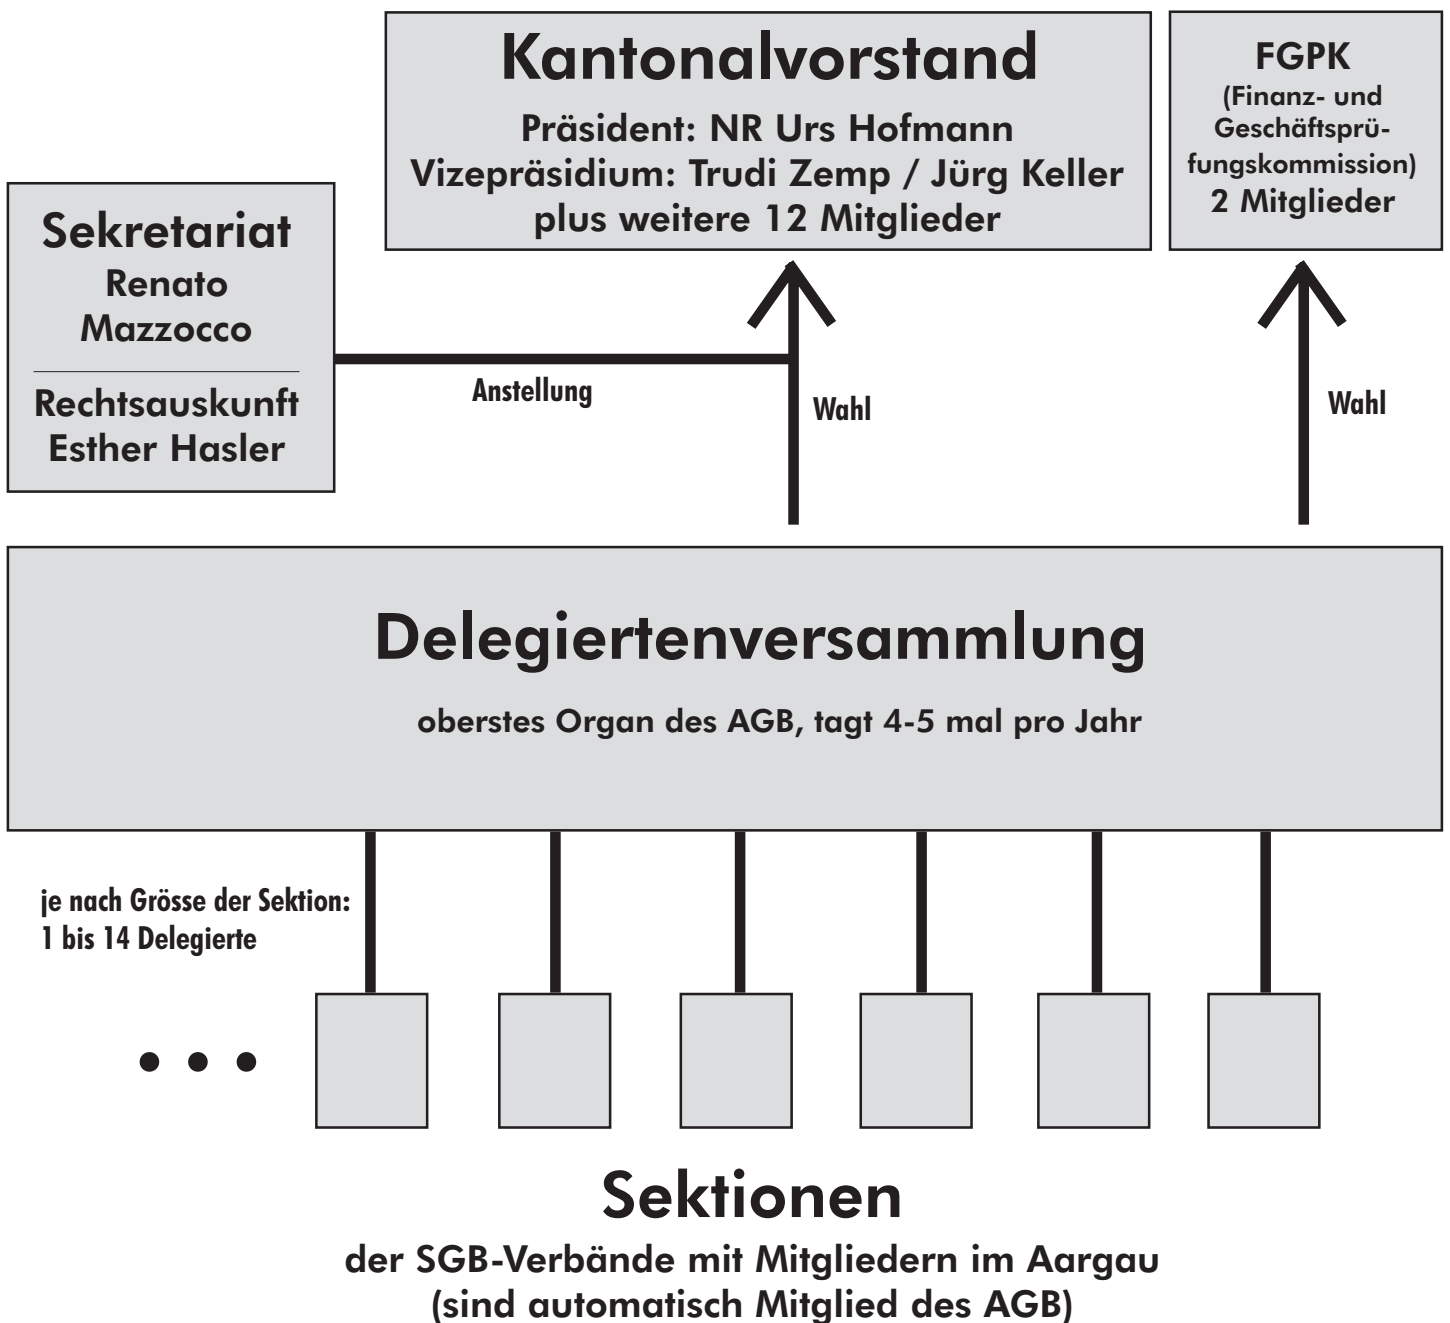 Kantonalvorstand
Präsident: NR Urs Hofmann
Vizepräsidium: Trudi Zemp / Jürg Keller
plus weitere 12 Mitglieder
FGPK
(Finanz- und
Geschäftsprü-
fungskommission)
2 Mitglieder
Sekretariat
Renato
Mazzocco
Rechtsauskunft
Esther Hasler
Anstellung
Wahl
Wahl
Delegiertenversammlung
oberstes Organ des AGB, tagt 4-5 mal pro Jahr
je nach Grösse der Sektion:
1 bis 14 Delegierte
Sektionen
der SGB-Verbände mit Mitgliedern im Aargau
(sind automatisch Mitglied des AGB)